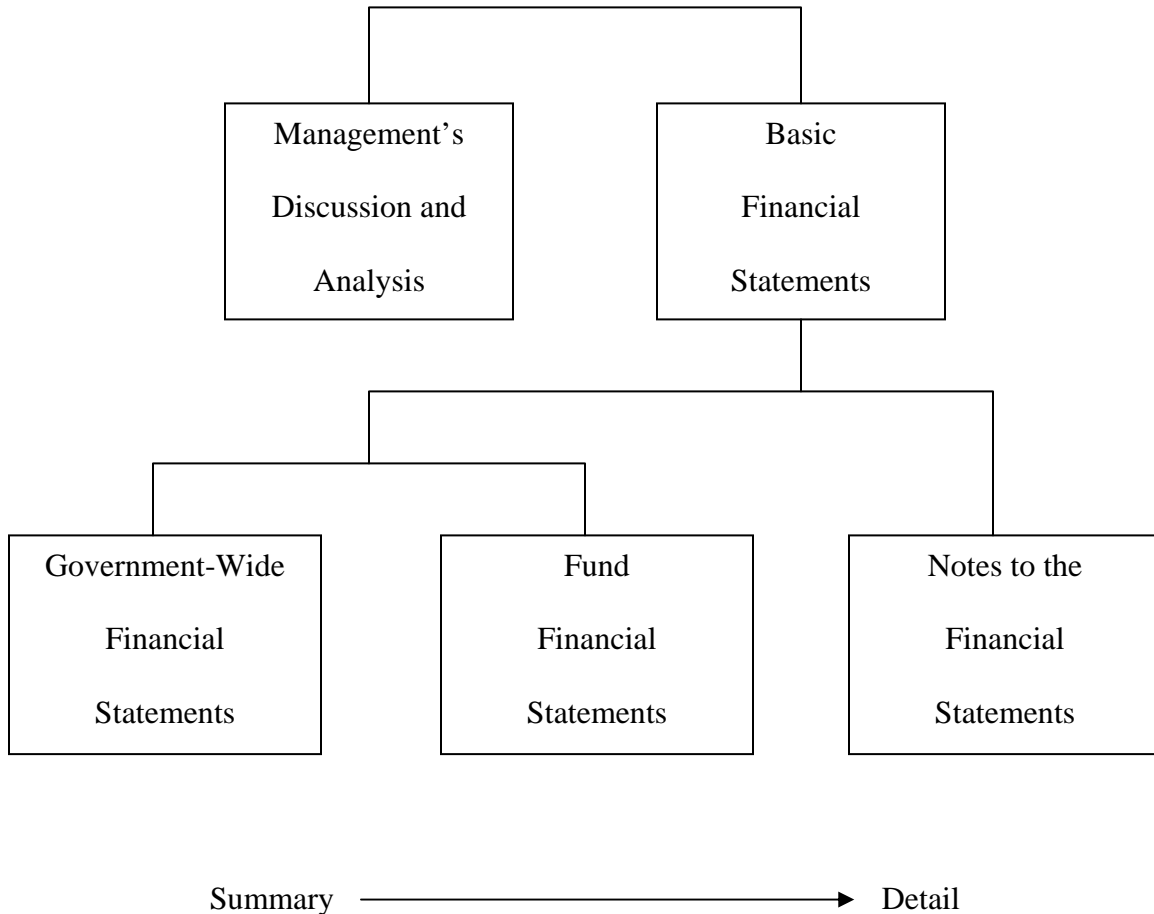 Management’s
Discussion and
Analysis
Basic
Financial
Statements
Government-Wide
Financial
Statements
Fund
Financial
Statements
Notes to the
Financial
Statements
Summary
Detail